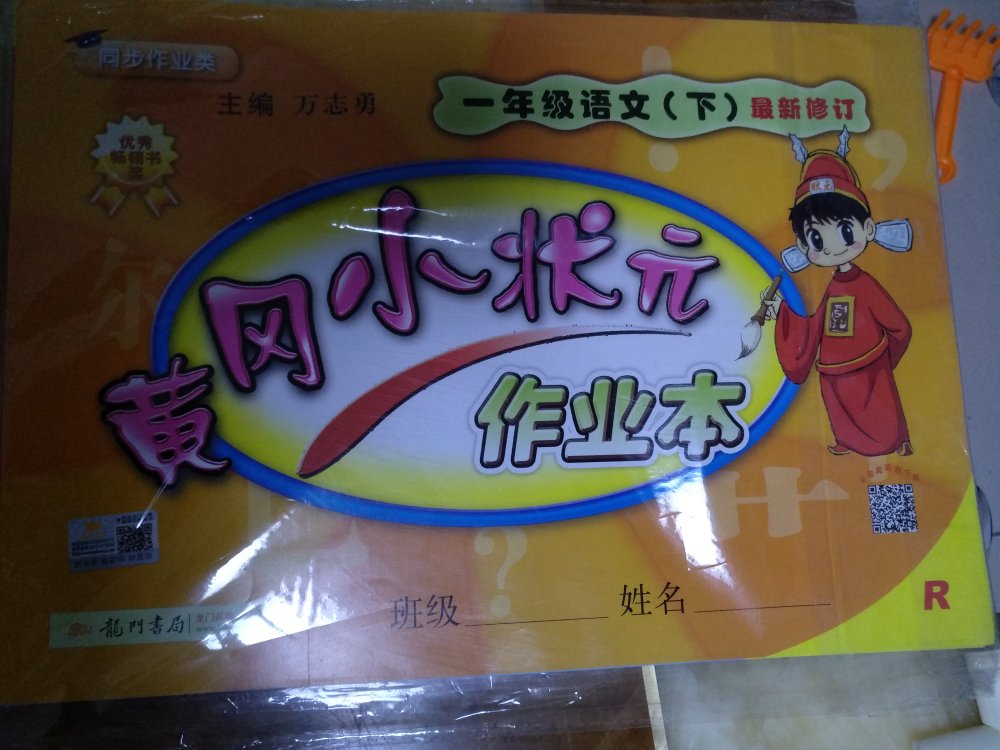 同步作业类
主编 万志勇
一年级语文(下) 最新修订
优秀
畅销书
奖
状元
黄冈小状元
作业本
班级
姓名
龍門書局
R